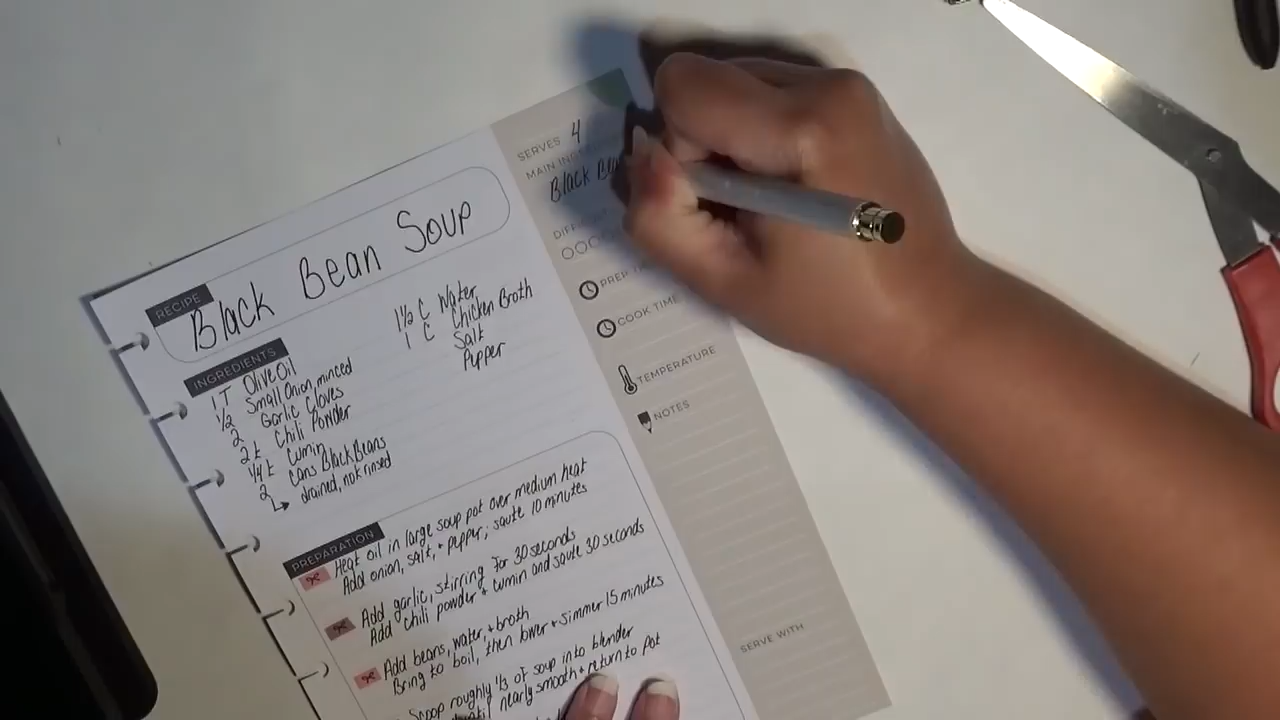 RECIPE
Black Bean Soup
INGREDIENTS
1 T Olive Oil
1/2 Small Onion, minced
2 Garlic Cloves
2 t Chili Powder
1/4 t Cumin
2 Cans Black Beans
drained, not rinsed
1 1/2 C Water
1 C Chicken Broth
Salt
Pepper
PREPARATION
Heat oil in large soup pot over medium heat
Add onion, salt, + pepper; saute 10 minutes
Add garlic, stirring for 30 seconds
Add chili powder + cumin and saute 30 seconds
Add beans, water, + broth
Bring to boil, then lower + simmer 15 minutes
Scoop roughly 1/3 of soup into blender
nearly smooth + return to pot
SERVES 4
MAIN
Black
PREP
COOK TIME
TEMPERATURE
NOTES
SERVE WITH